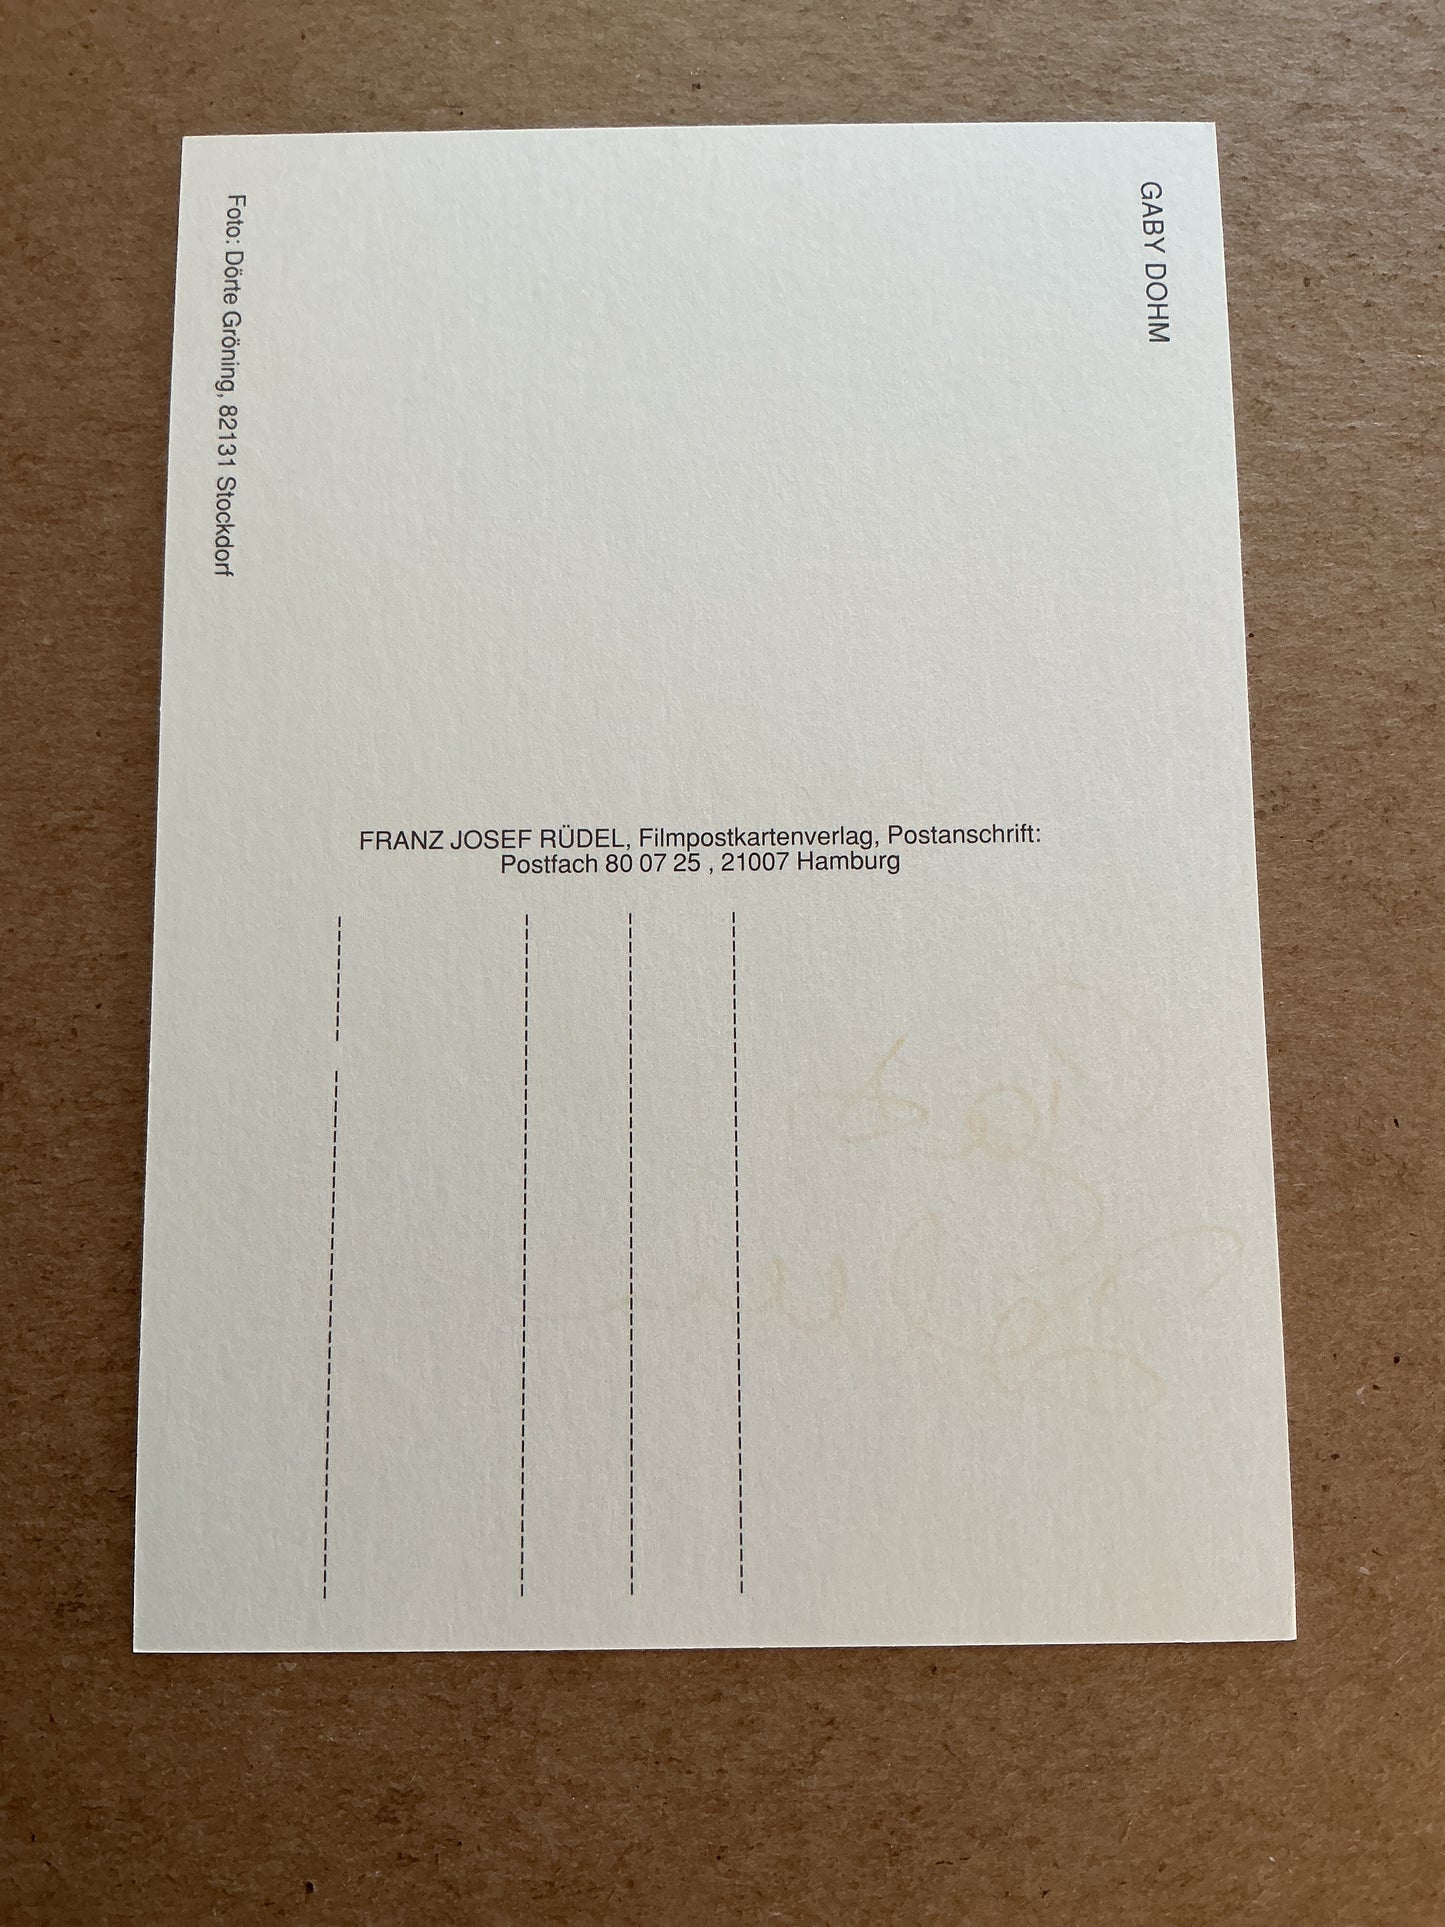 GABY DOHM
Foto: Dörte Gröning, 82131 Stockdorf
FRANZ JOSEF RÜDEL, Filmpostkartenverlag, Postanschrift:
Postfach 80 07 25 , 21007 Hamburg